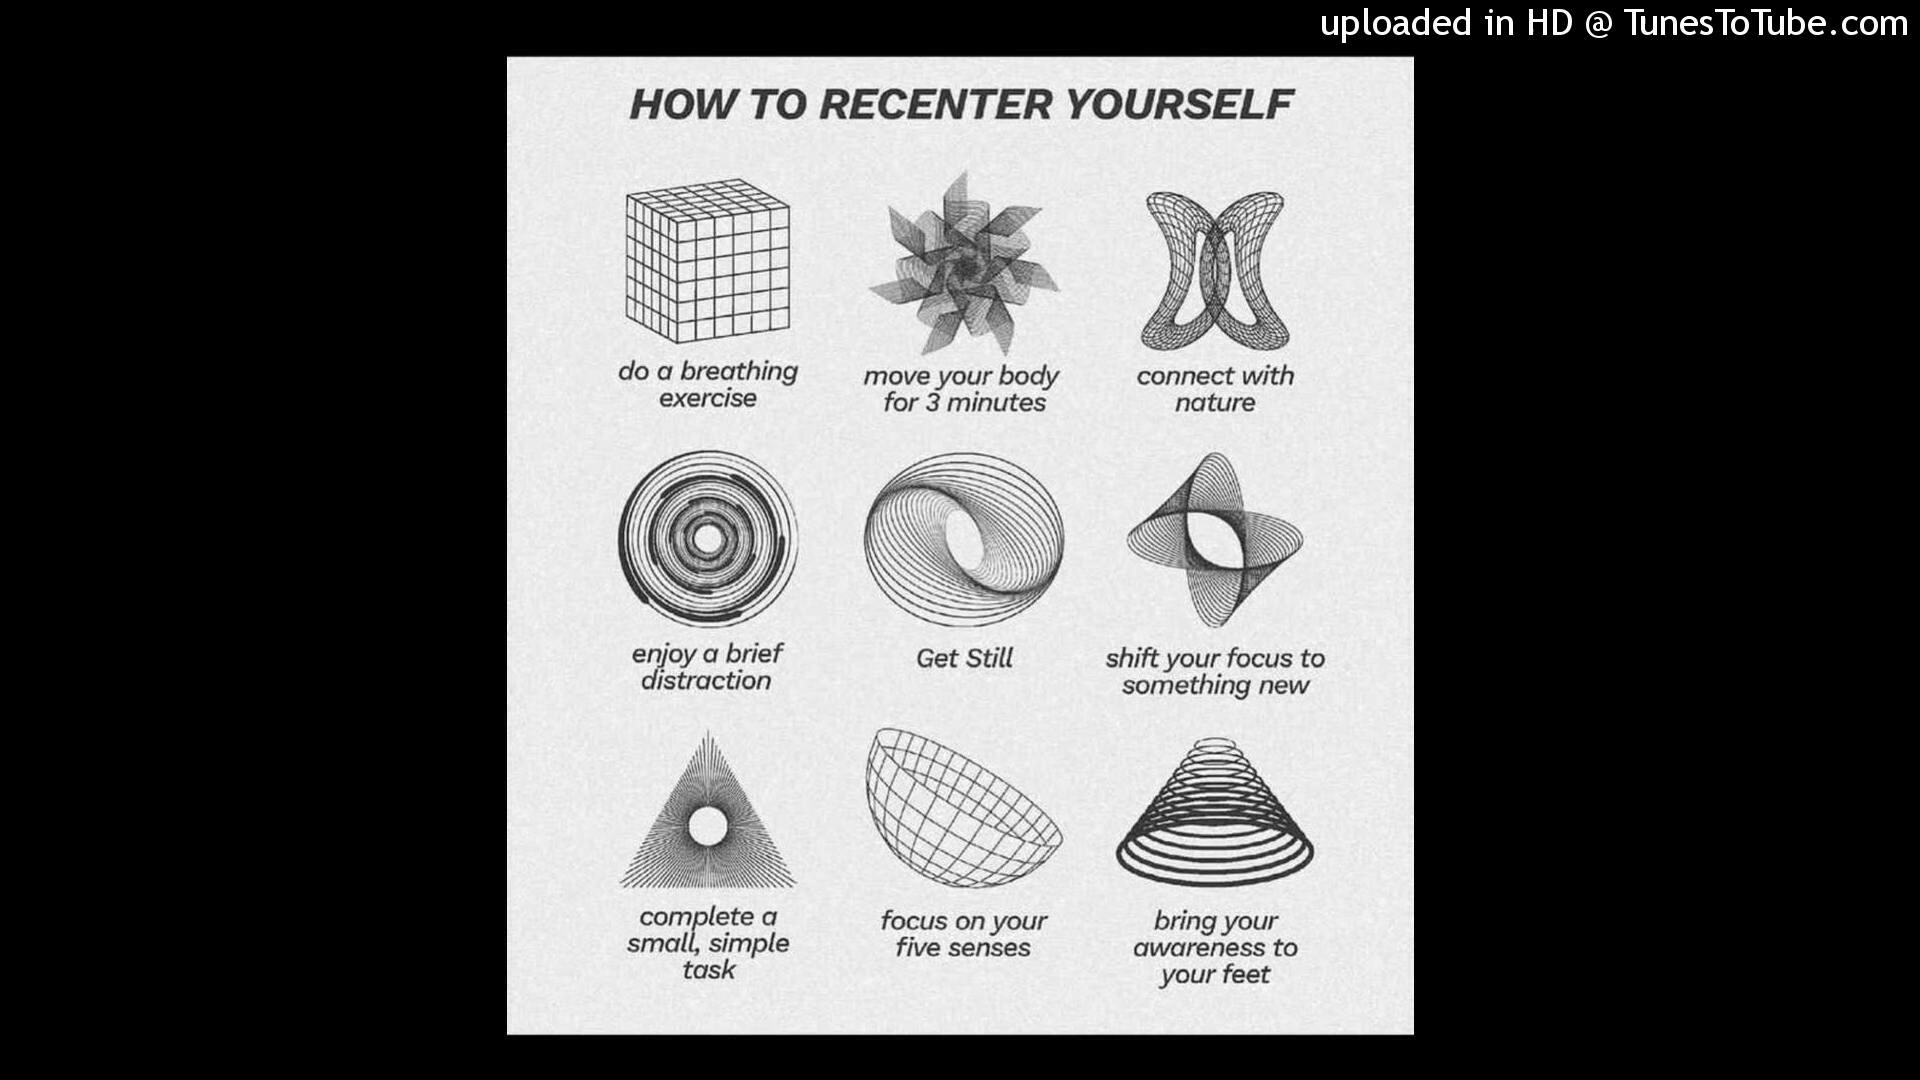 uploaded in HD @ TunesToTube.com
HOW TO RECENTER YOURSELF
do a breathing
exercise
move your body
for 3 minutes
connect with
nature
enjoy a brief
distraction
Get Still
shift your focus to
something new
complete a
small, simple
task
focus on your
five senses
bring your
awareness to
your feet